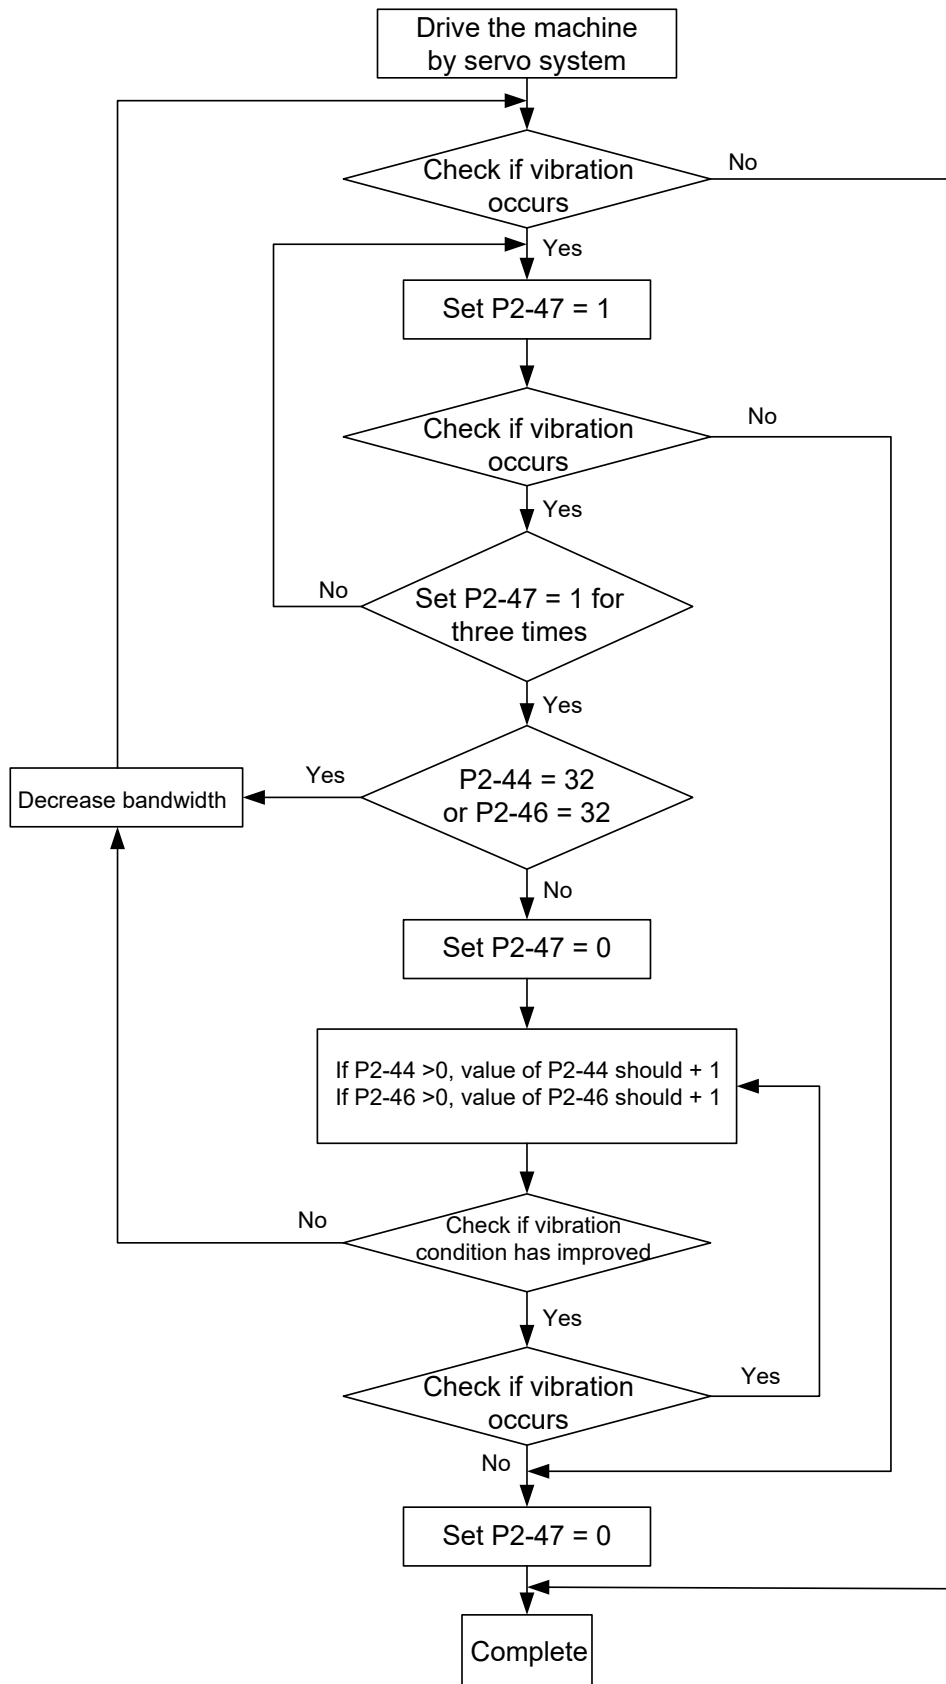 Drive the machine
by servo system
Check if vibration
occurs
No
Yes
Set P2-47 = 1
Check if vibration
occurs
No
Yes
Set P2-47 = 1 for
three times
No
Yes
P2-44 = 32
or P2-46 = 32
Yes
Decrease bandwidth
No
Set P2-47 = 0
If P2-44 >0, value of P2-44 should + 1
If P2-46 >0, value of P2-46 should + 1
Check if vibration
condition has improved
No
Yes
Check if vibration
occurs
Yes
No
Set P2-47 = 0
Complete